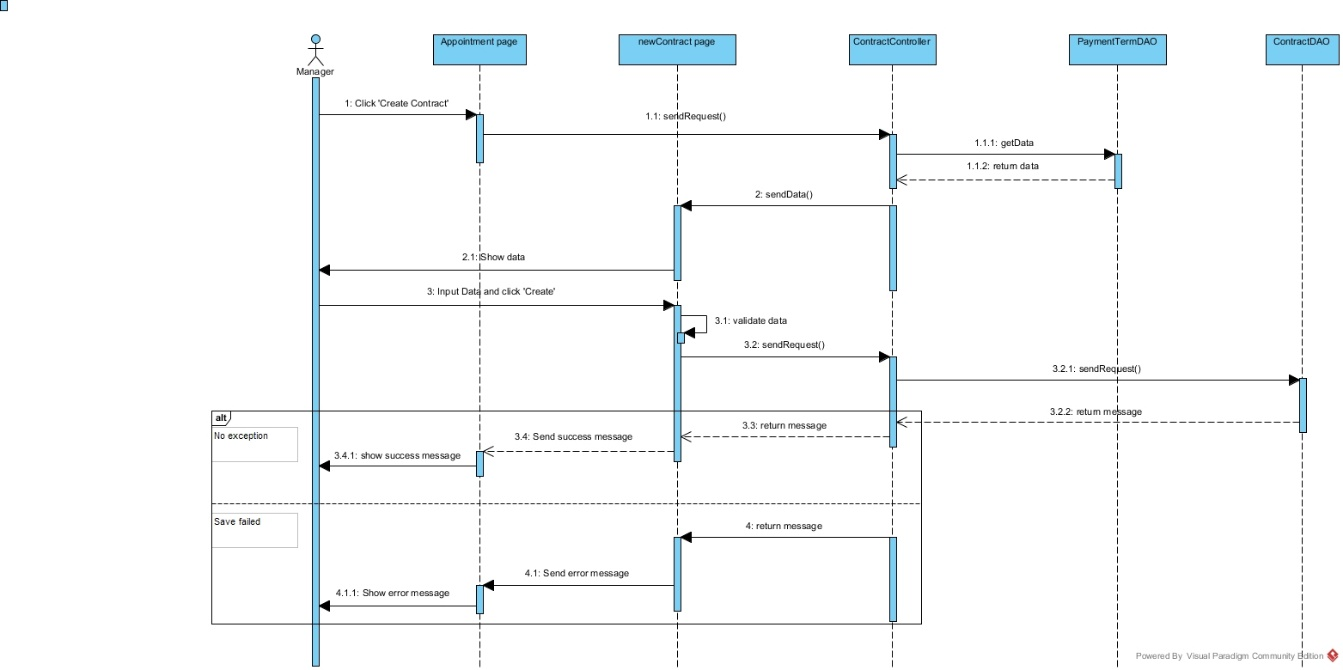 Appointment page
newContract page
ContractController
PaymentTermDAO
ContractDAO
Manager
1: Click 'Create Contract'
1.1: sendRequest()
1.1.1: getData
1.1.2: return data
2: sendData()
2.1: Show data
3: Input Data and click 'Create'
3.1: validate data
3.2: sendRequest()
3.2.1: sendRequest()
alt
No exception
3.2.2: return message
3.3: return message
3.4: Send success message
3.4.1: show success message
Save failed
4: return message
4.1: Send error message
4.1.1: Show error message
Powered By Visual Paradigm Community Edition